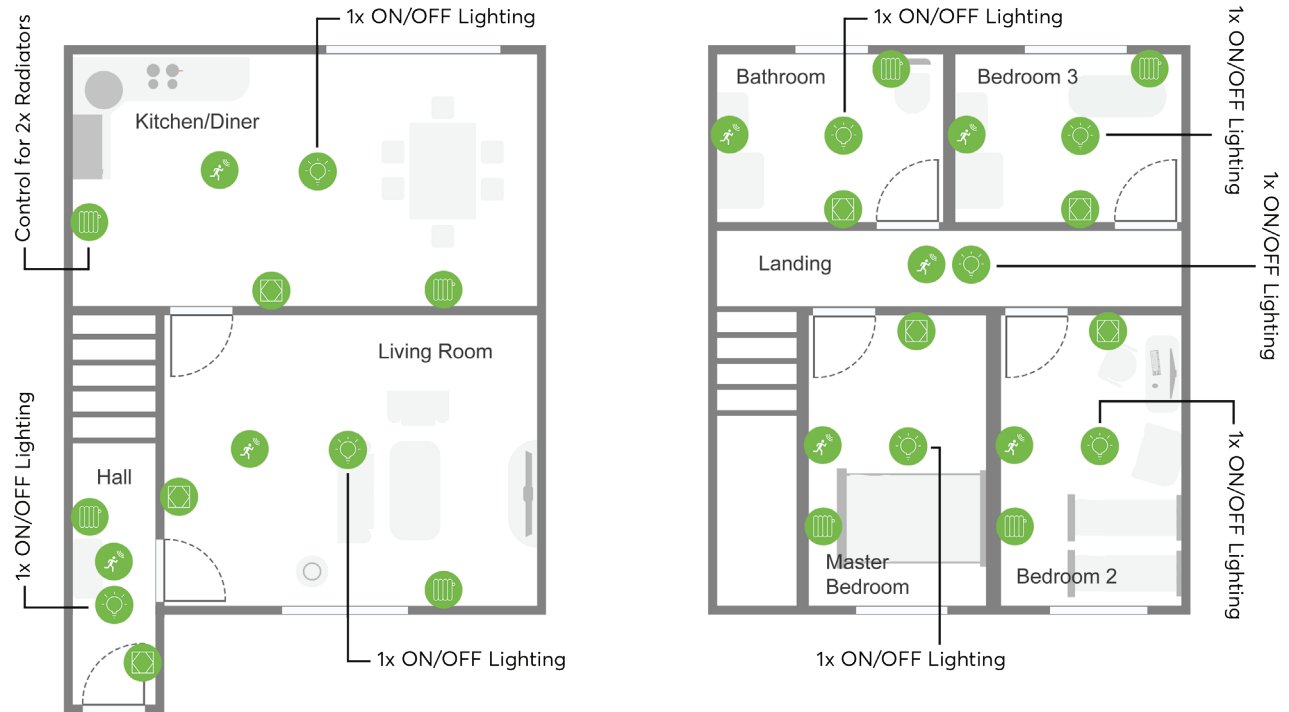 1x ON/OFF Lighting
Control for 2x Radiators
Kitchen/Diner
Living Room
1x ON/OFF Lighting
Hall
1x ON/OFF Lighting
1x ON/OFF Lighting
1x ON/OFF Lighting
Bathroom
Bedroom 3
1x ON/OFF Lighting
Landing
1x ON/OFF Lighting
Master
Bedroom
Bedroom 2
1x ON/OFF Lighting